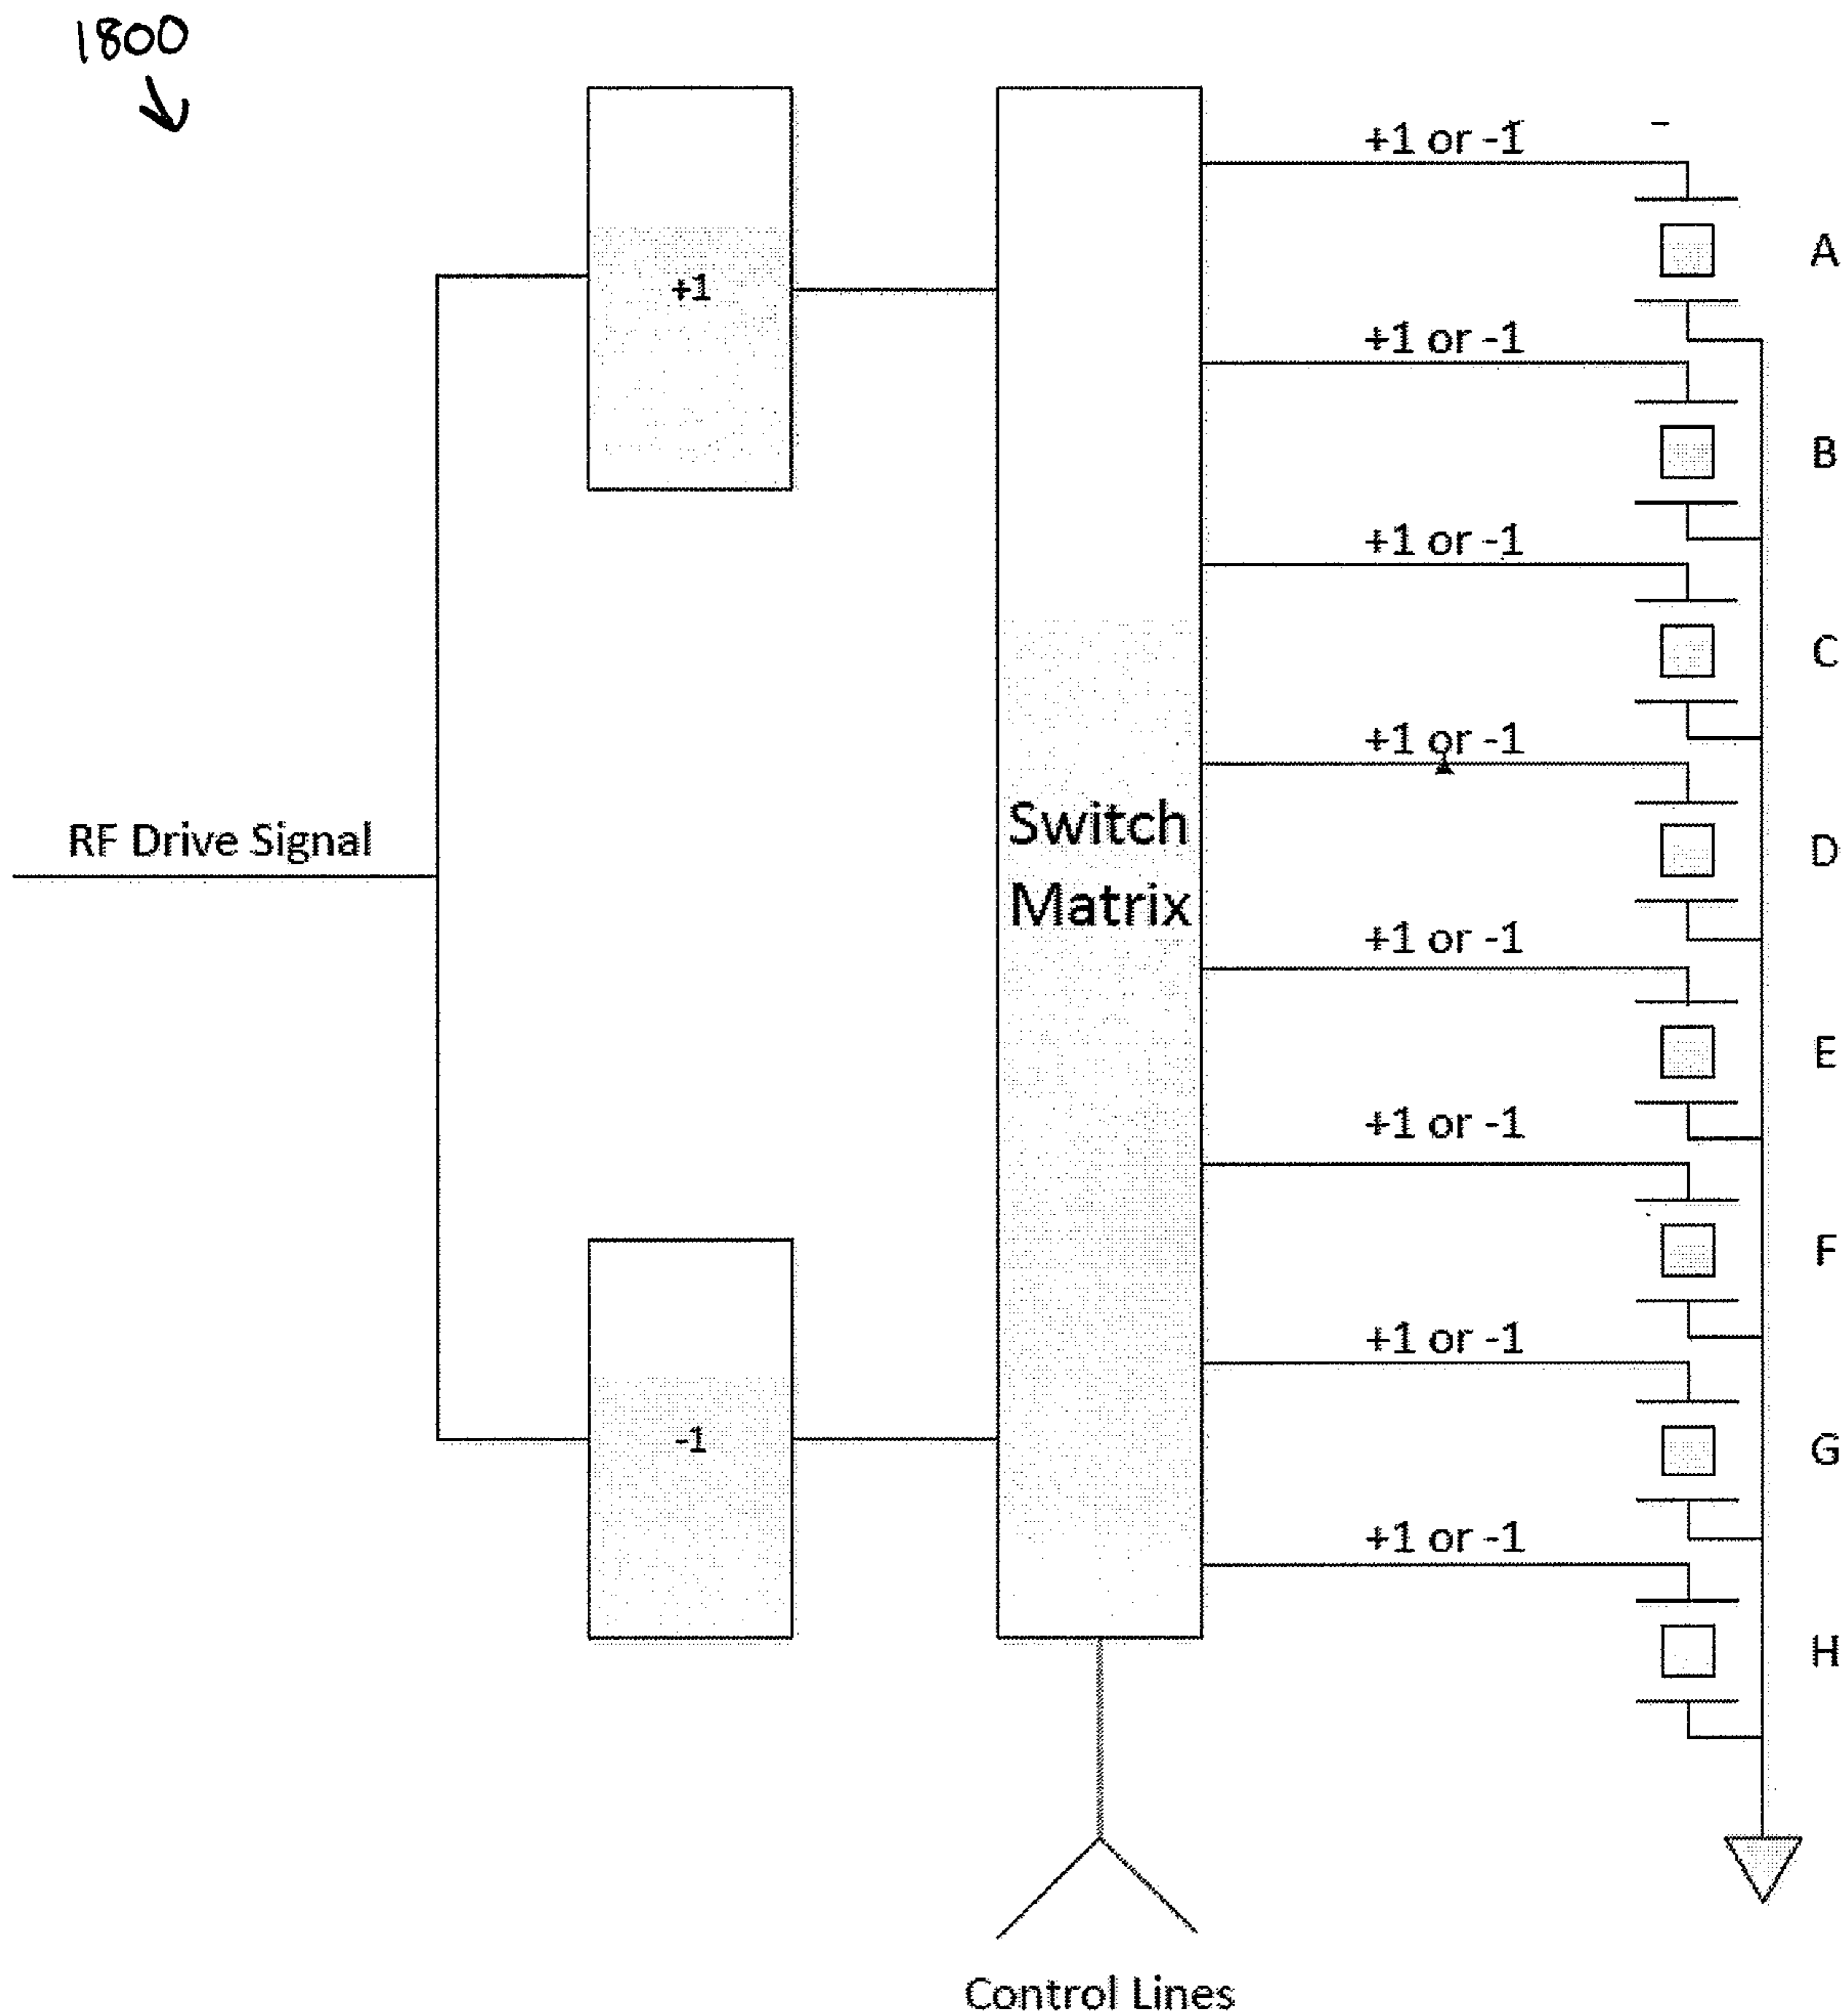 1800
+1 or -1
A
+1
+1 or -1
B
+1 or -1
C
+1 or -1
RF Drive Signal
Switch
Matrix
D
+1 or -1
E
+1 or -1
F
+1 or -1
G
-1
+1 or -1
H
Control Lines